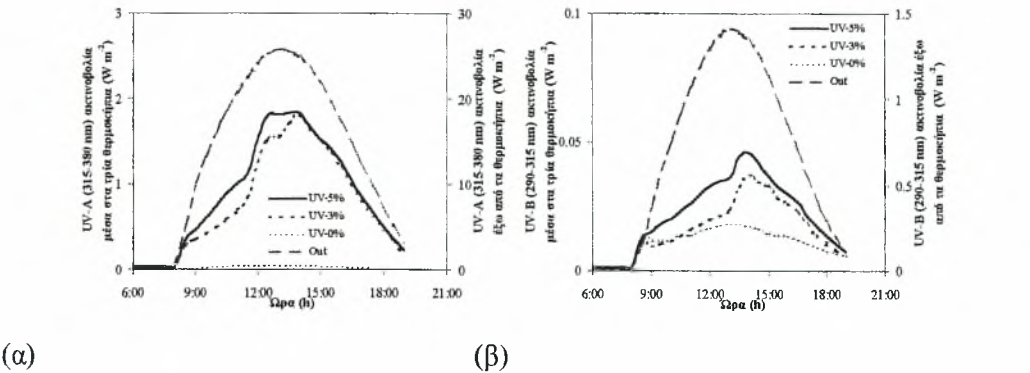 3
2
1
0
30
20
10
0
6:00 9:00 12:00 15:00 18:00 21:00
Ώρα (h)
UV-A (315-380 nm) ακτινοβολία
μέσα στα τρία θερμοκήπια (W m⁻²)
UV-A (315-380 nm) ακτινοβολία
έξω από τα θερμοκήπια (W m⁻²)
UV-5%
UV-3%
UV-0%
Out
(α)
0.1
0.05
0
1.5
1
0.5
0
6:00 9:00 12:00 15:00 18:00 21:00
Ώρα (h)
UV-B (290-315 nm) ακτινοβολία
μέσα στα τρία θερμοκήπια (W m⁻²)
UV-B (290-315 nm) ακτινοβολία έξω
από τα θερμοκήπια (W m⁻²)
UV-5%
UV-3%
UV-0%
Out
(β)